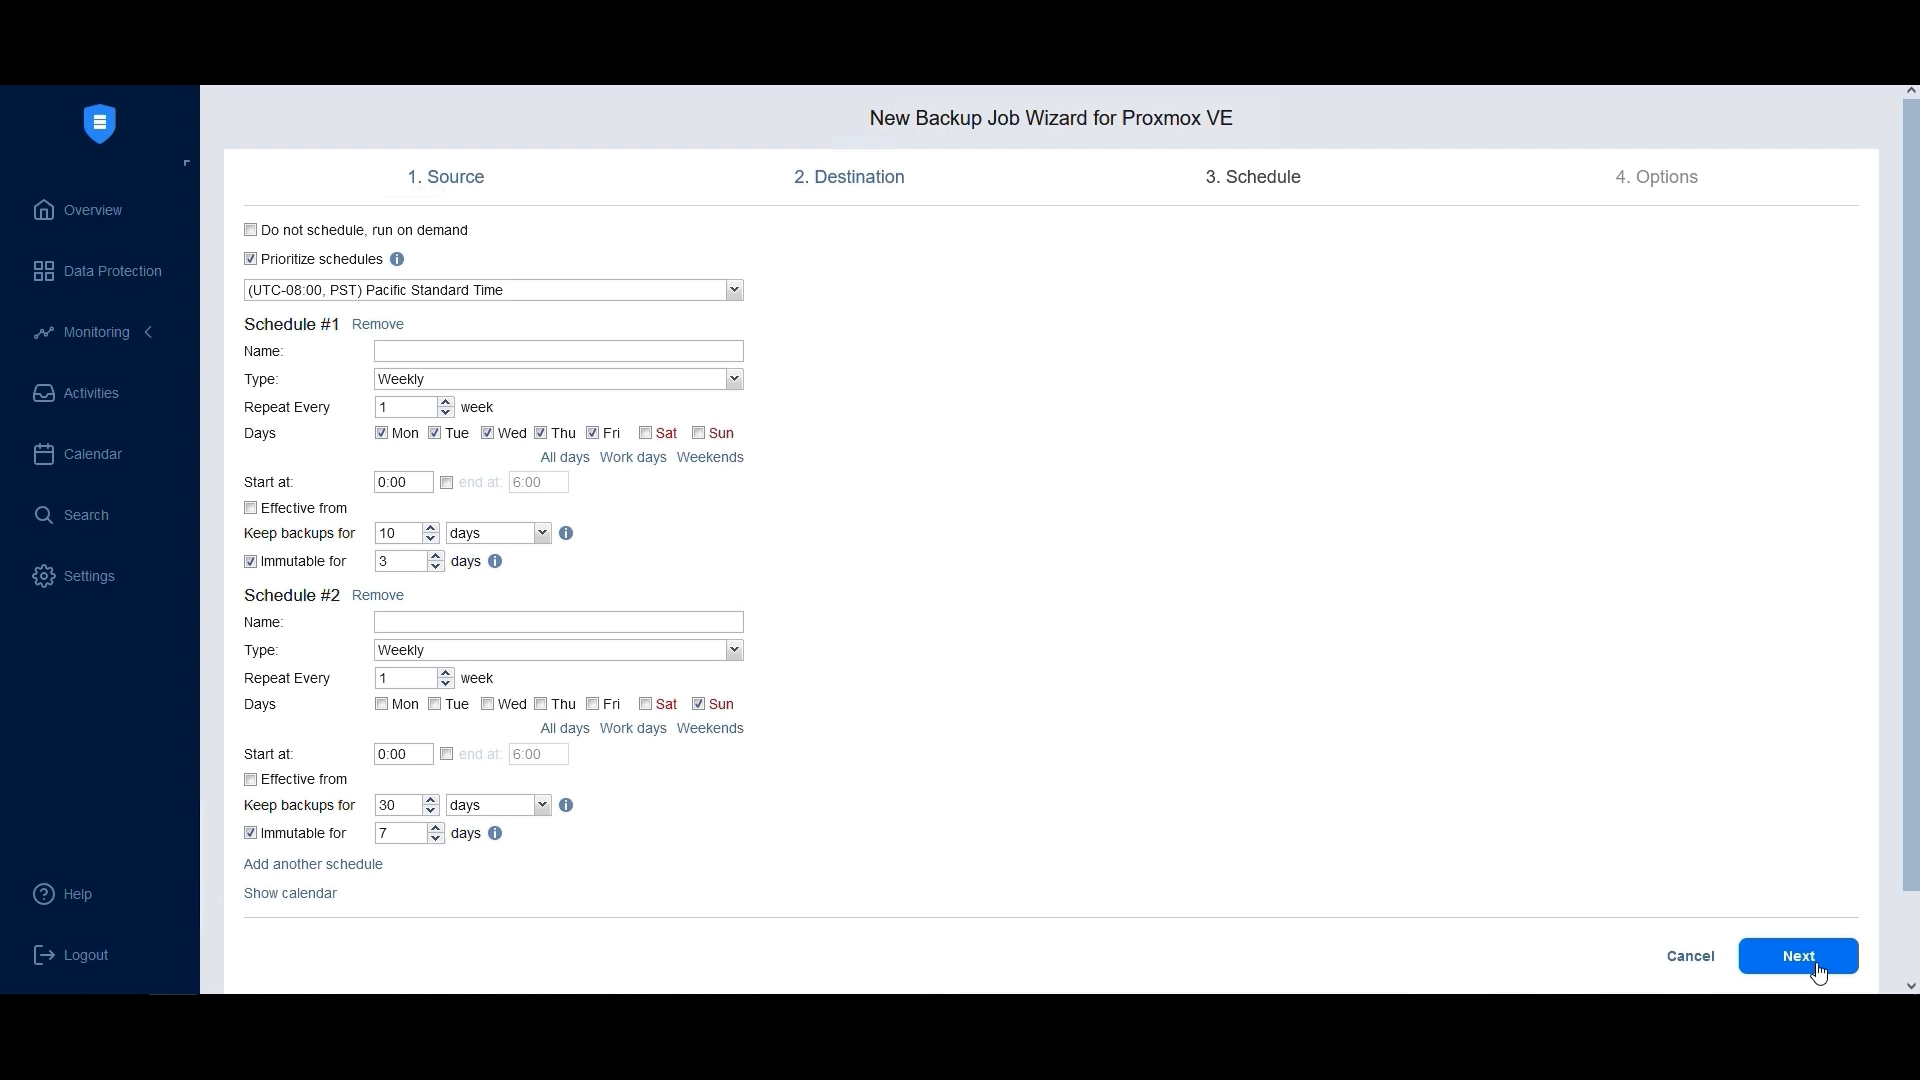 New Backup Job Wizard for Proxmox VE
1. Source 2. Destination 3. Schedule 4. Options
Overview
Data Protection
Monitoring
Activities
Calendar
Search
Settings
Help
Logout
Do not schedule, run on demand
Prioritize schedules
(UTC-08:00, PST) Pacific Standard Time
Schedule #1 Remove
Name:
Type: Weekly
Repeat Every 1 week
Days Mon Tue Wed Thu Fri Sat Sun
All days Work days Weekends
Start at: 0:00 end at: 6:00
Effective from
Keep backups for 10 days
Immutable for 3 days
Schedule #2 Remove
Name:
Type: Weekly
Repeat Every 1 week
Days Mon Tue Wed Thu Fri Sat Sun
All days Work days Weekends
Start at: 0:00 end at: 6:00
Effective from
Keep backups for 30 days
Immutable for 7 days
Add another schedule
Show calendar
Cancel Next